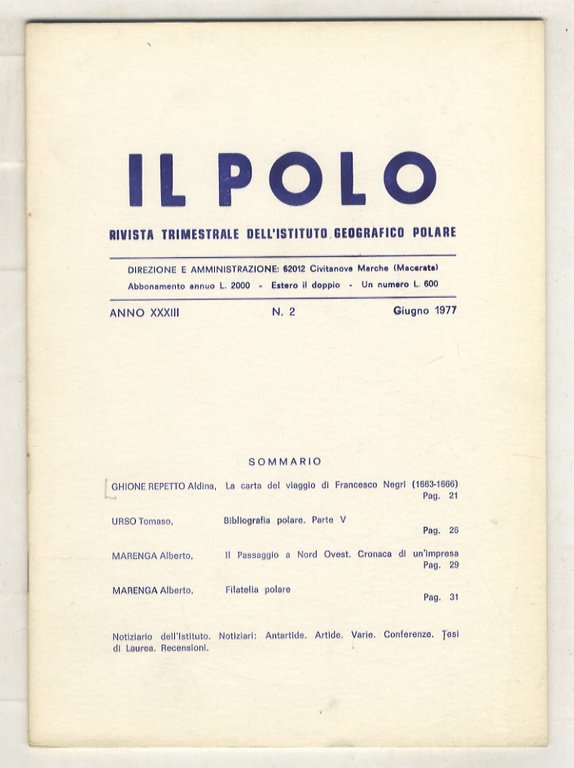 IL POLO
RIVISTA TRIMESTRALE DELL'ISTITUTO GEOGRAFICO POLARE
DIREZIONE E AMMINISTRAZIONE: 62012 Civitanova Marche (Macerata)
Abbonamento annuo L. 2000 - Estero il doppio - Un numero L. 600
ANNO XXXIII N. 2 Giugno 1977
SOMMARIO
GHIONE REPETTO Aldina, La carta del viaggio di Francesco Negri (1663-1666)
Pag. 21
URSO Tomaso, Bibliografia polare. Parte V
Pag. 26
MARENGA Alberto, Il Passaggio a Nord Ovest. Cronaca di un'impresa
Pag. 29
MARENGA Alberto, Filatelia polare
Pag. 31
Notiziario dell'Istituto. Notiziari: Antartide. Artide. Varie. Conferenze. Tesi
di Laurea. Recensioni.